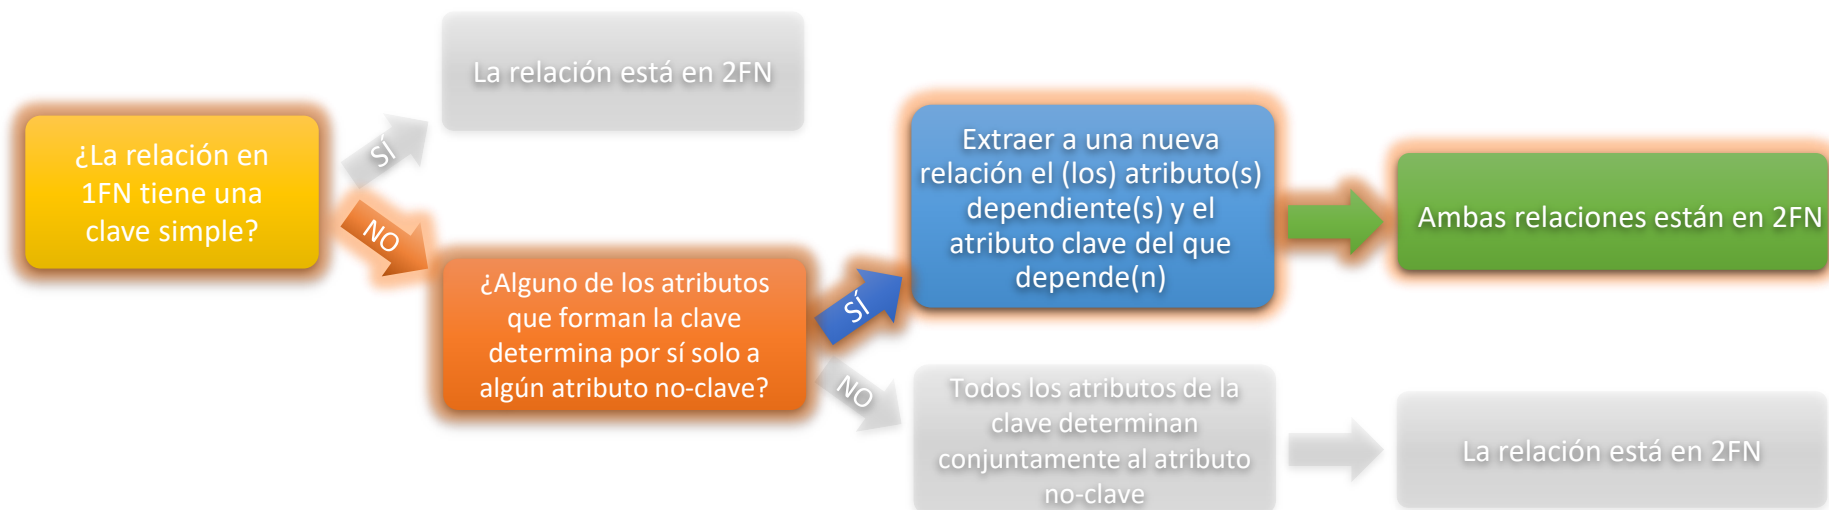 ¿La relación en
1FN tiene una
clave simple?
SÍ
La relación está en 2FN
NO
¿Alguno de los atributos
que forman la clave
determina por sí solo a
algún atributo no-clave?
SÍ
Extraer a una nueva
relación el (los) atributo(s)
dependiente(s) y el
atributo clave del que
depende(n)
Ambas relaciones están en 2FN
NO
Todos los atributos de la
clave determinan
conjuntamente al atributo
no-clave
La relación está en 2FN